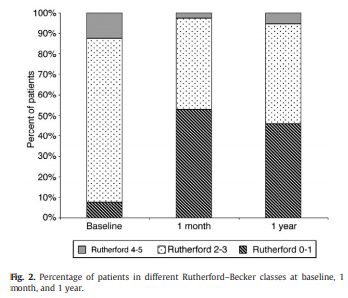 100%
90%
80%
70%
60%
50%
40%
30%
20%
10%
0%
Percent of patients
Baseline
1 month
1 year
Rutherford 4-5
Rutherford 2-3
Rutherford 0-1
Fig. 2. Percentage of patients in different Rutherford–Becker classes at baseline, 1
month, and 1 year.